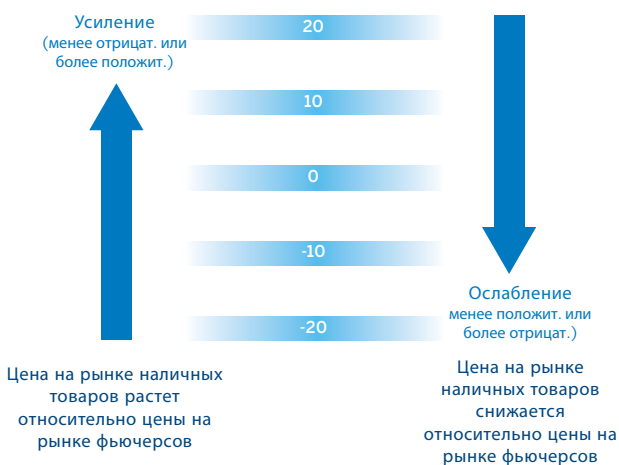 Усиление
(менее отрицат. или
более положит.)
20
10
0
-10
-20
Ослабление
менее положит. или
более отрицат.)
Цена на рынке наличных
товаров растет
относительно цены на
рынке фьючерсов
Цена на рынке
наличных товаров
снижается
относительно цены на
рынке фьючерсов